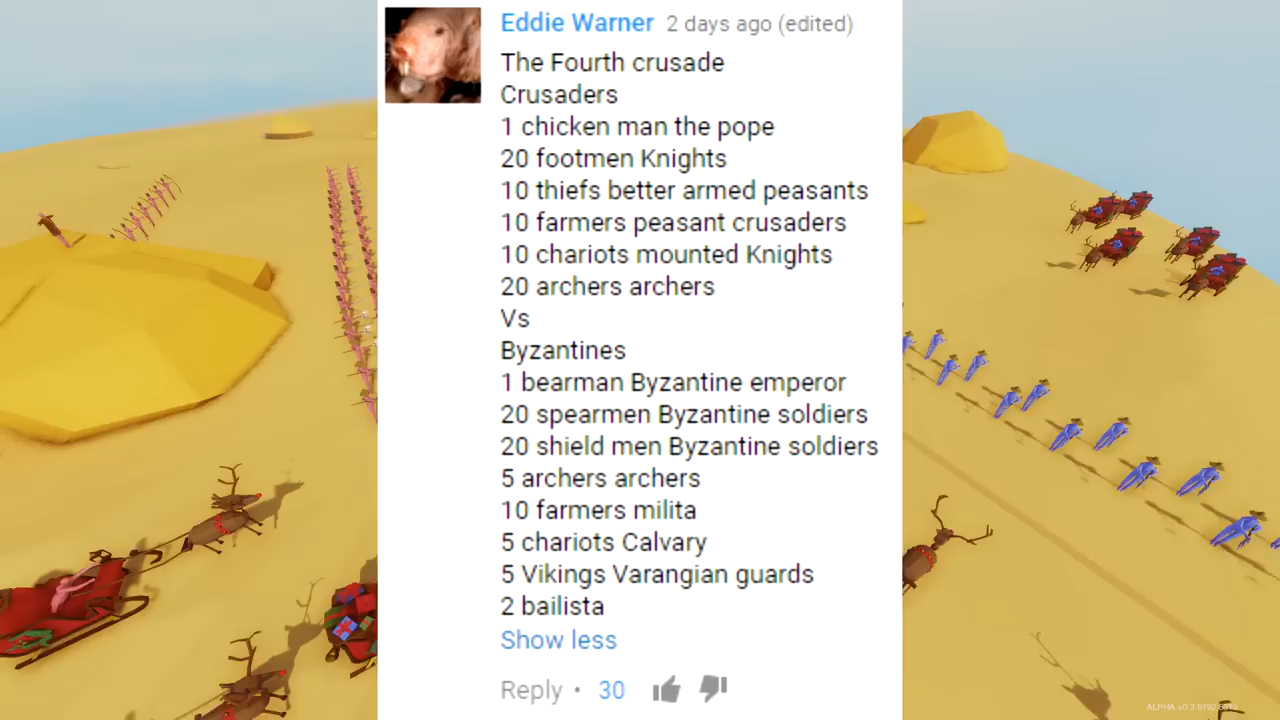 Eddie Warner 2 days ago (edited)
The Fourth crusade
Crusaders
1 chicken man the pope
20 footmen Knights
10 thiefs better armed peasants
10 farmers peasant crusaders
10 chariots mounted Knights
20 archers archers
Vs
Byzantines
1 bearman Byzantine emperor
20 spearmen Byzantine soldiers
20 shield men Byzantine soldiers
5 archers archers
10 farmers milita
5 chariots Calvary
5 Vikings Varangian guards
2 bailista
Show less
Reply • 30
ALPHA